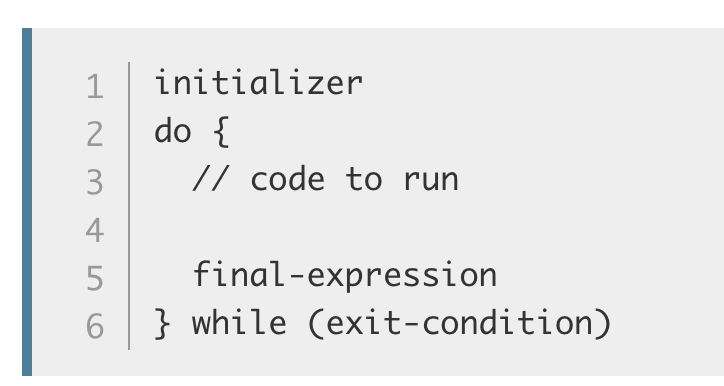 1 initializer
2 do {
3   // code to run
4
5   final-expression
6 } while (exit-condition)